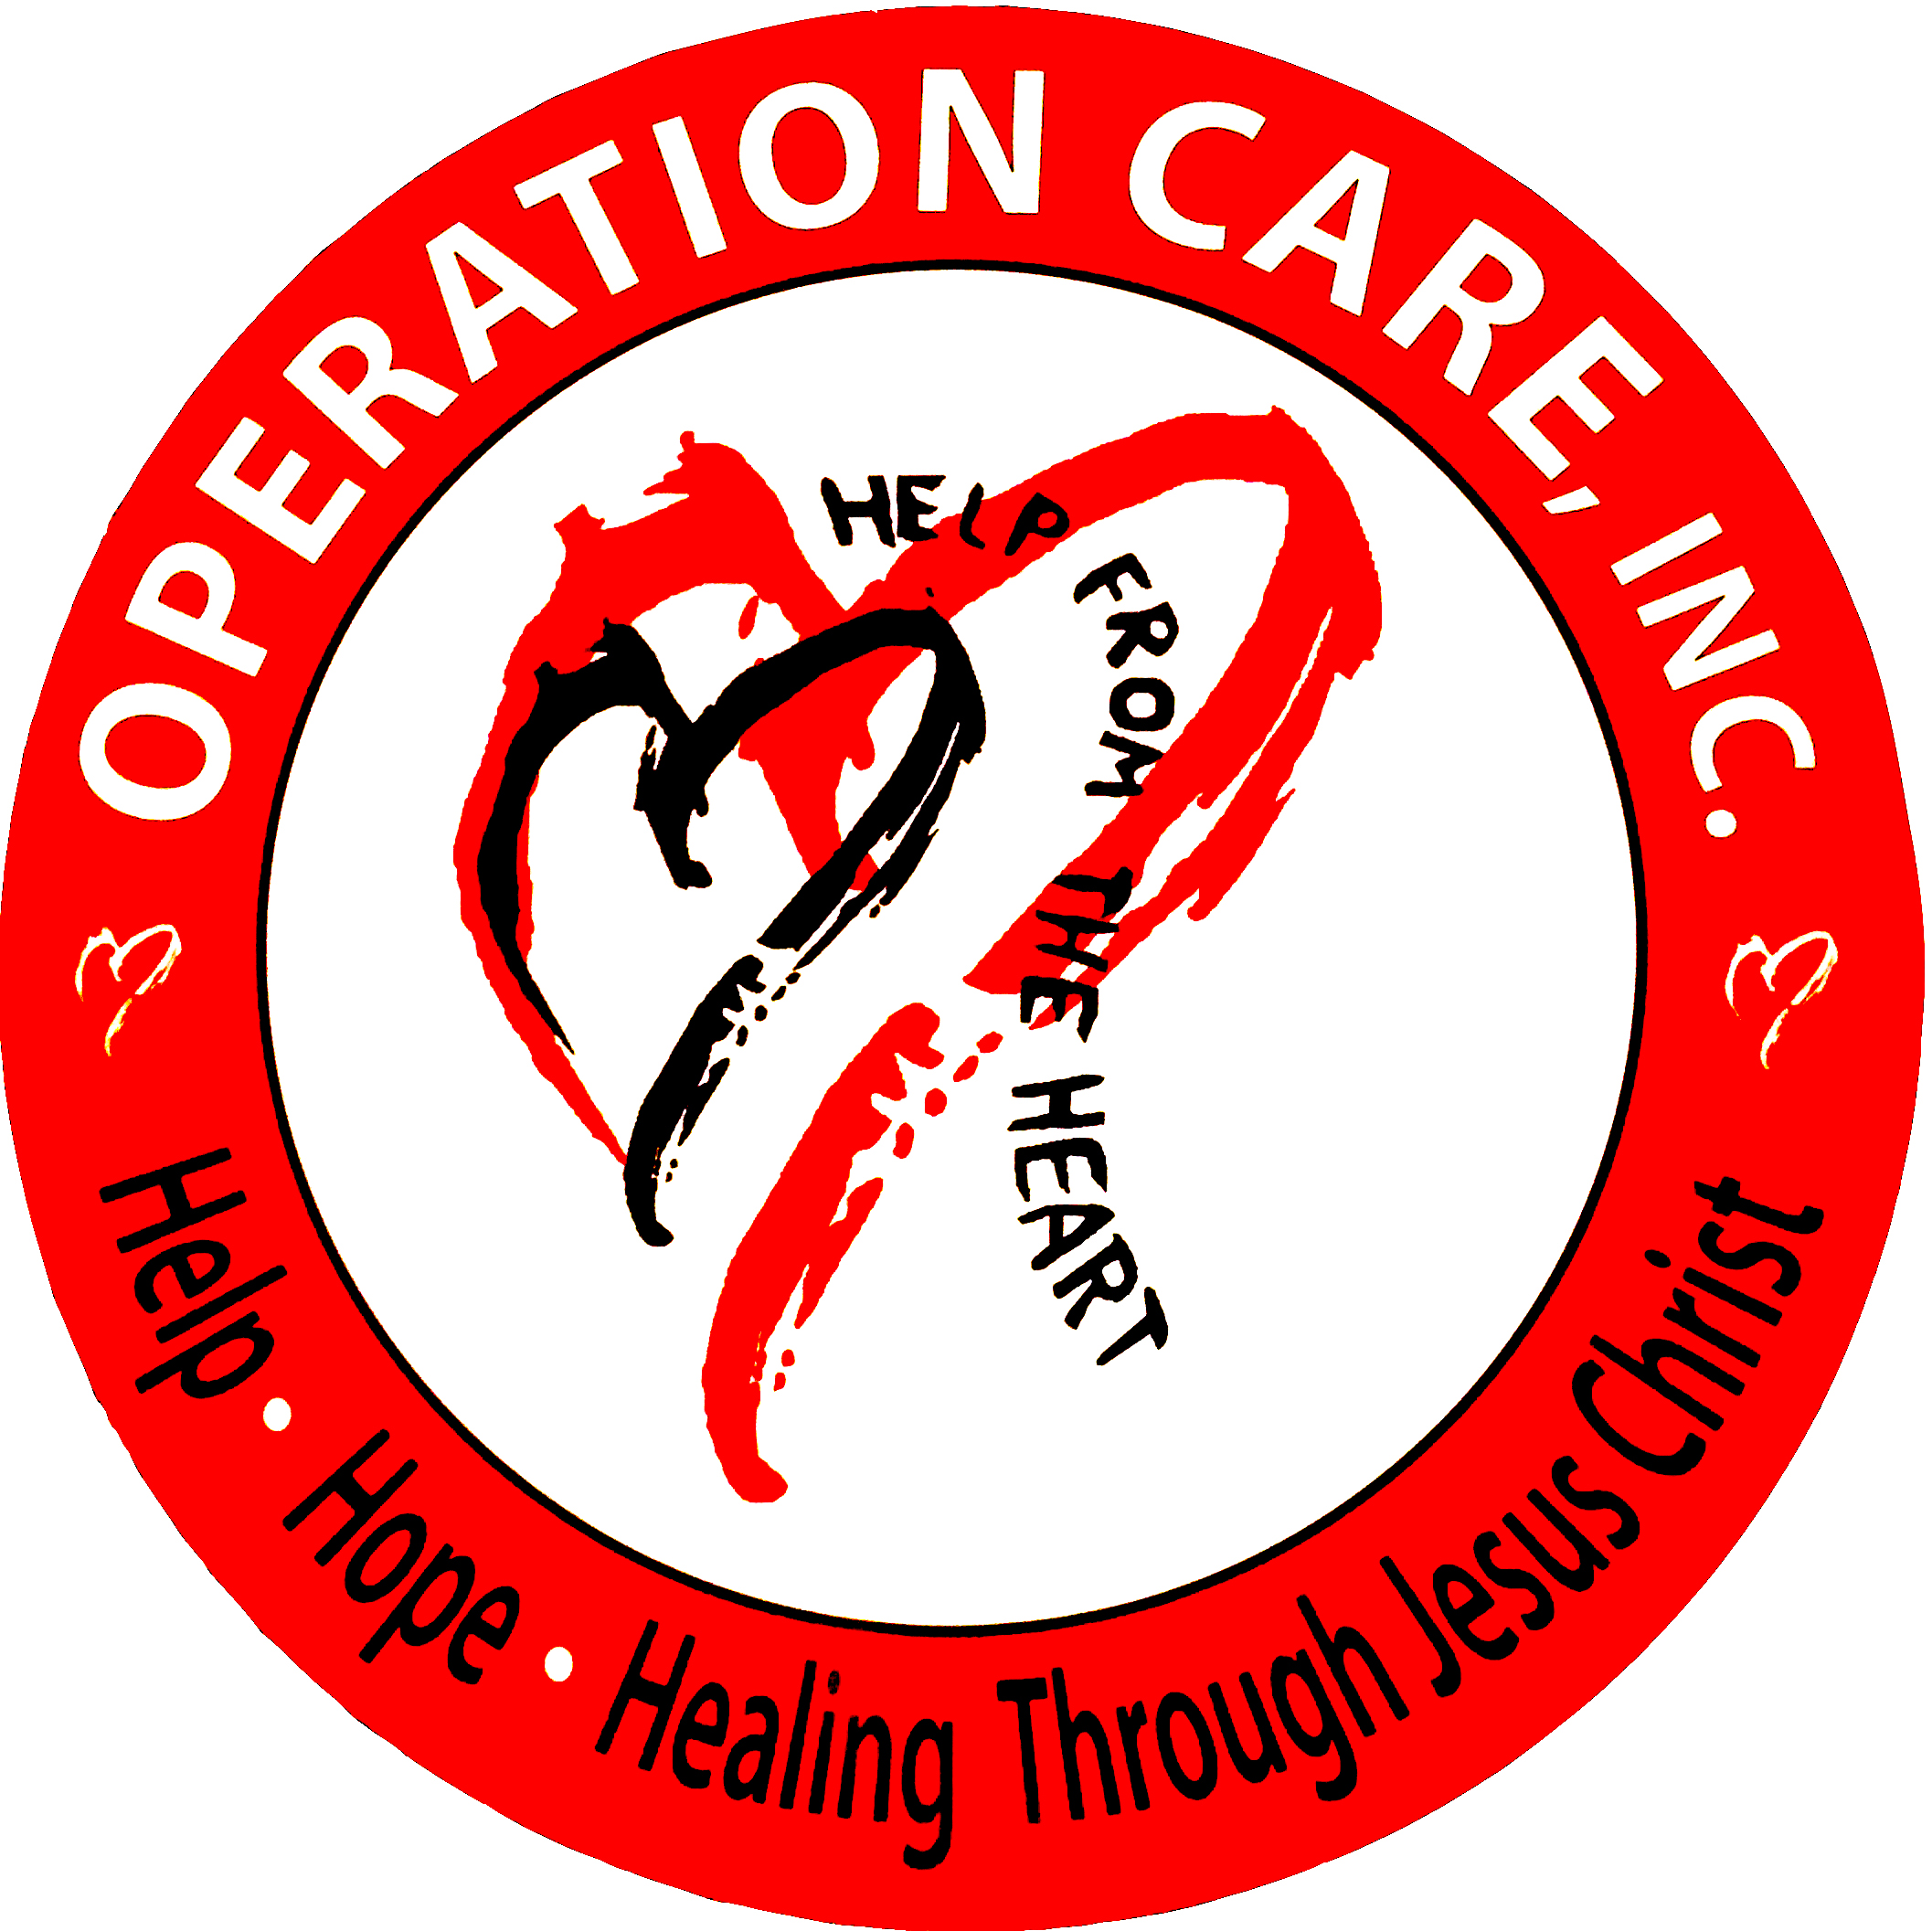 OPERATION CARE, INC.
HELP FROM THE HEART
Help • Hope • Healing Through Jesus Christ